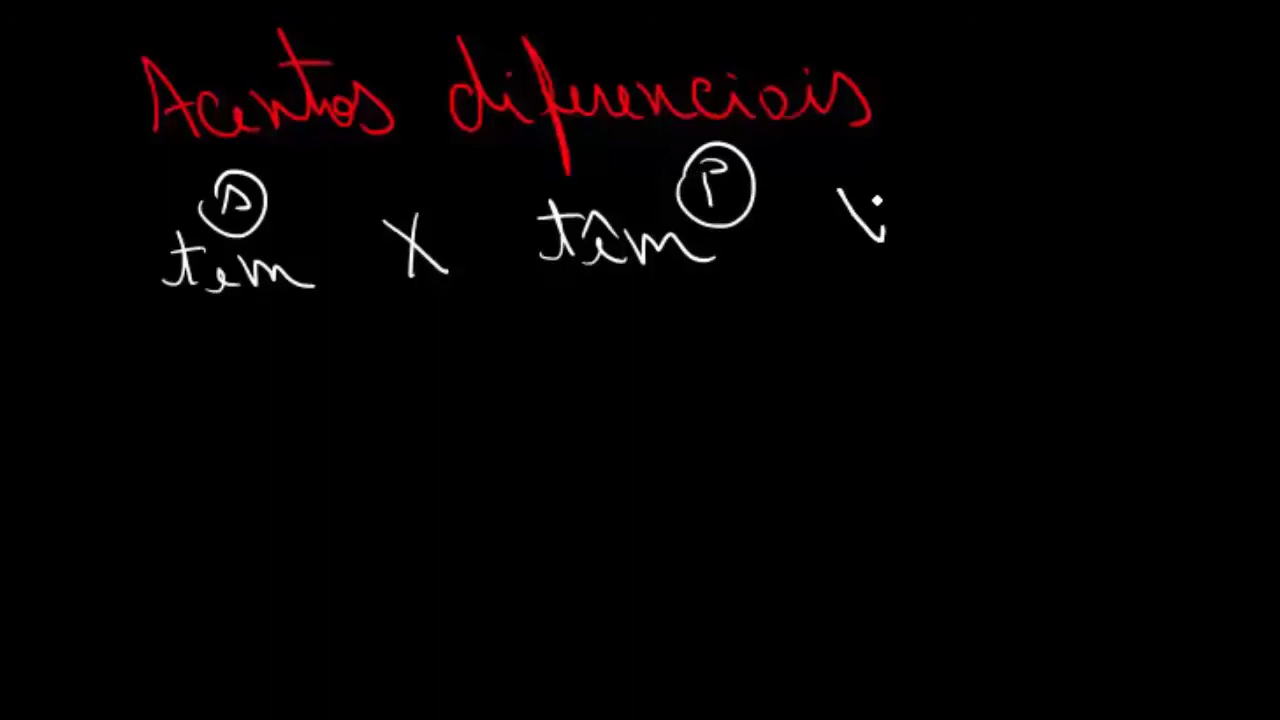 Acentos diferenciais
tem (s) X têm (P) v